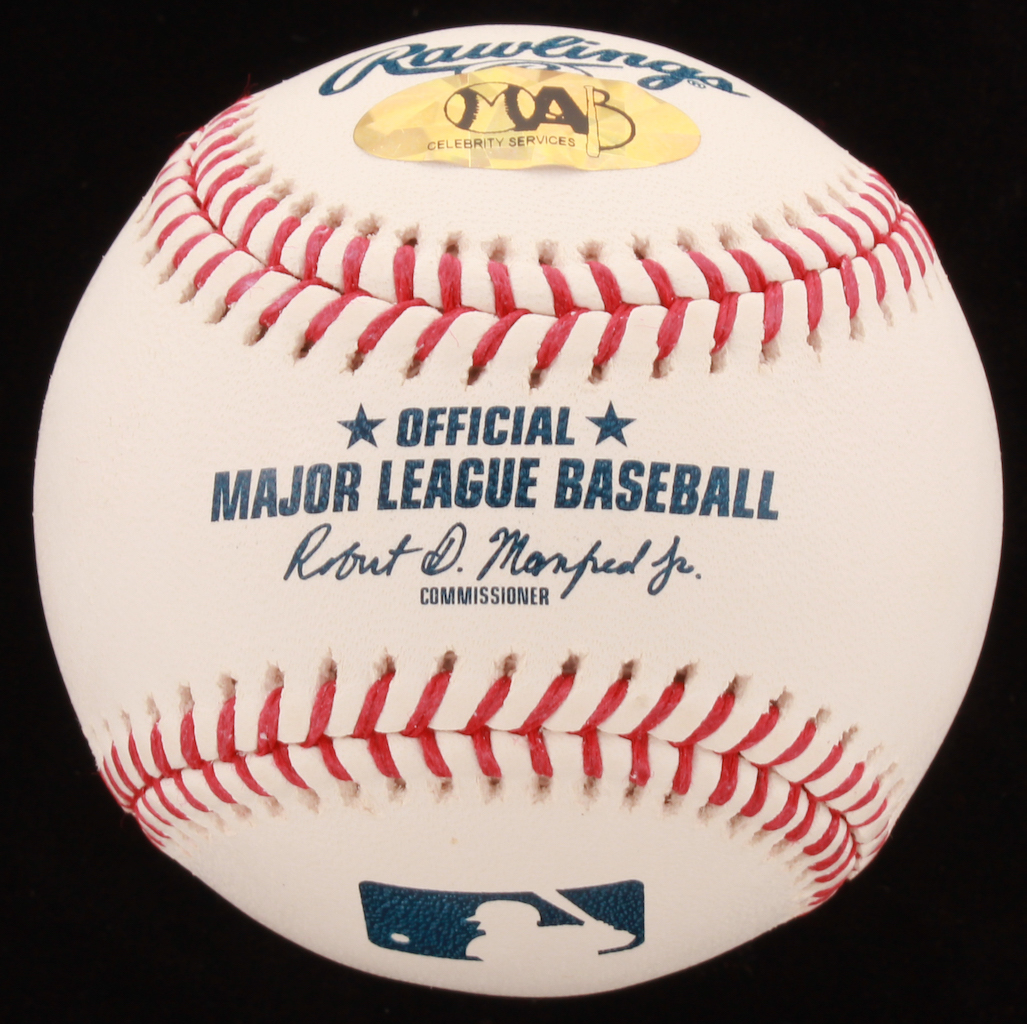 Rawlings®
MAB
CELEBRITY SERVICES
★ OFFICIAL ★
MAJOR LEAGUE BASEBALL
Robert D. Manfred Jr.
COMMISSIONER